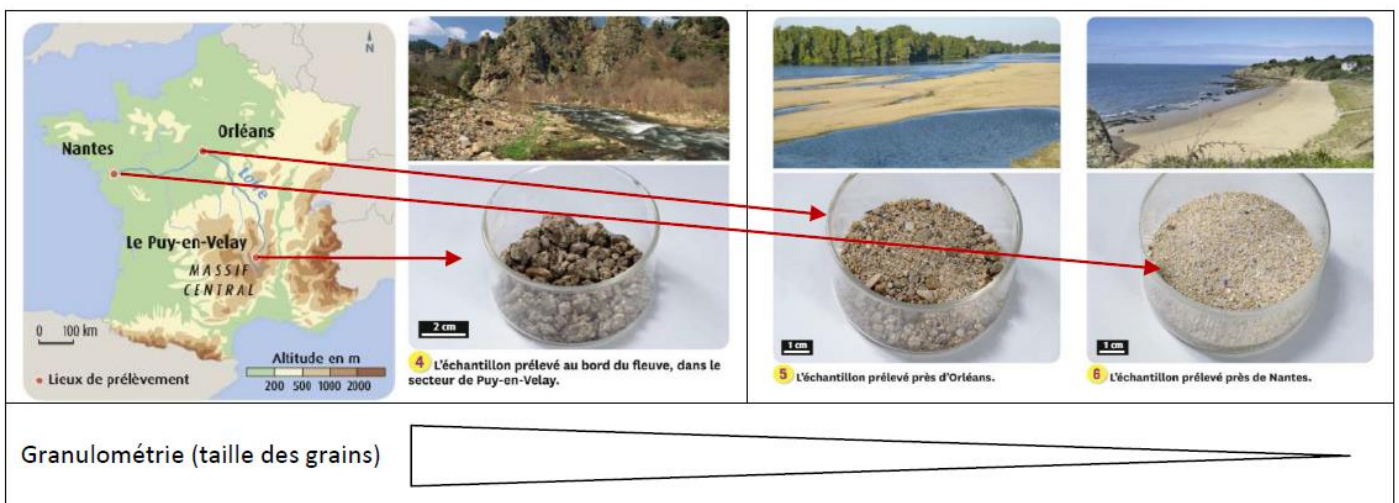 N
Orléans
Nantes
Loire
Le Puy-en-Velay
MASSIF
CENTRAL
0 100 km
Altitude en m
200 500 1000 2000
Lieux de prélèvement
2 cm
4 L'échantillon prélevé au bord du fleuve, dans le
secteur de Puy-en-Velay.
1 cm
5 L'échantillon prélevé près d'Orléans.
1 cm
6 L'échantillon prélevé près de Nantes.
Granulométrie (taille des grains)